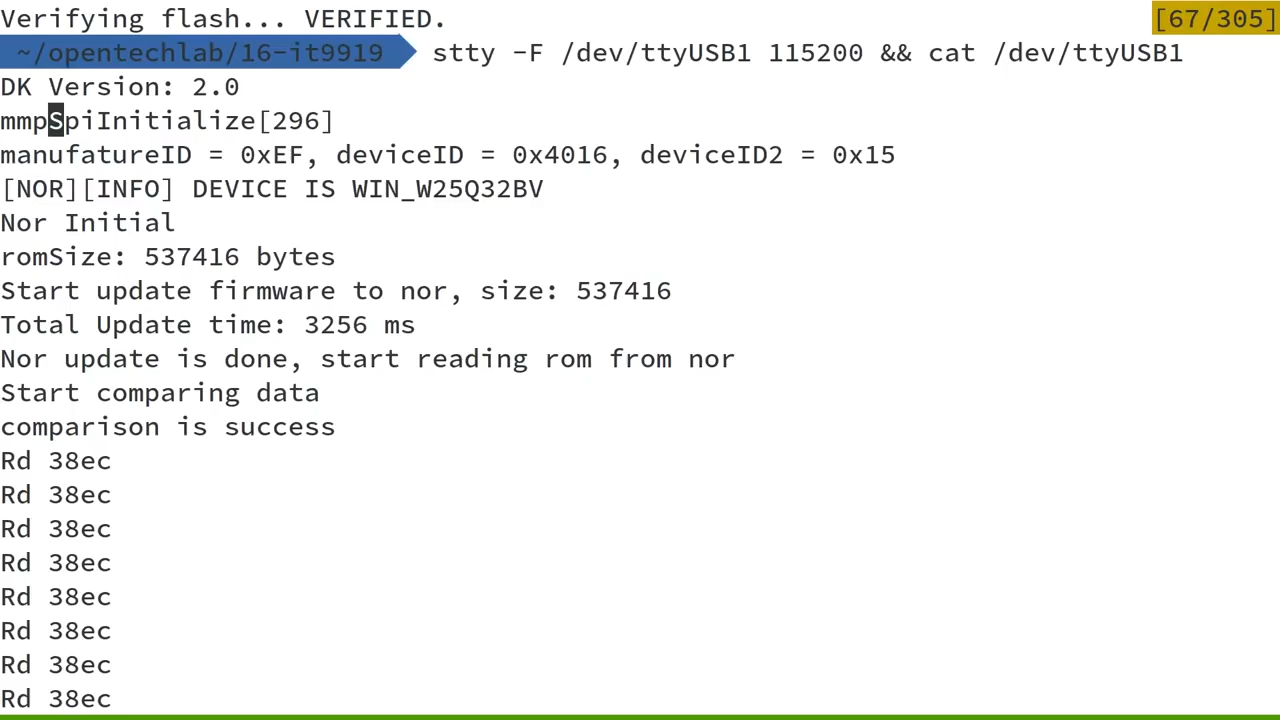 Verifying flash... VERIFIED. [67/305]
~/opentechlab/16-it9919 stty -F /dev/ttyUSB1 115200 && cat /dev/ttyUSB1
DK Version: 2.0
mmpSpiInitialize[296]
manufatureID = 0xEF, deviceID = 0x4016, deviceID2 = 0x15
[NOR][INFO] DEVICE IS WIN_W25Q32BV
Nor Initial
romSize: 537416 bytes
Start update firmware to nor, size: 537416
Total Update time: 3256 ms
Nor update is done, start reading rom from nor
Start comparing data
comparison is success
Rd 38ec
Rd 38ec
Rd 38ec
Rd 38ec
Rd 38ec
Rd 38ec
Rd 38ec
Rd 38ec